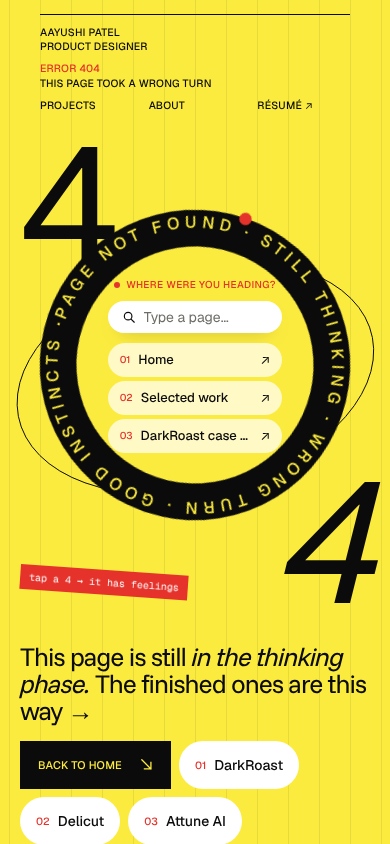 AAYUSHI PATEL
PRODUCT DESIGNER
ERROR 404
THIS PAGE TOOK A WRONG TURN
PROJECTS ABOUT RÉSUMÉ ↗
4
PAGE NOT FOUND · STILL THINKING · WRONG TURN · GOOD INSTINCTS ·
WHERE WERE YOU HEADING?
Type a page…
01 Home ↗
02 Selected work ↗
03 DarkRoast case … ↗
4
tap a 4 → it has feelings
This page is still in the thinking
phase. The finished ones are this
way →
BACK TO HOME ↘
01 DarkRoast
02 Delicut
03 Attune AI